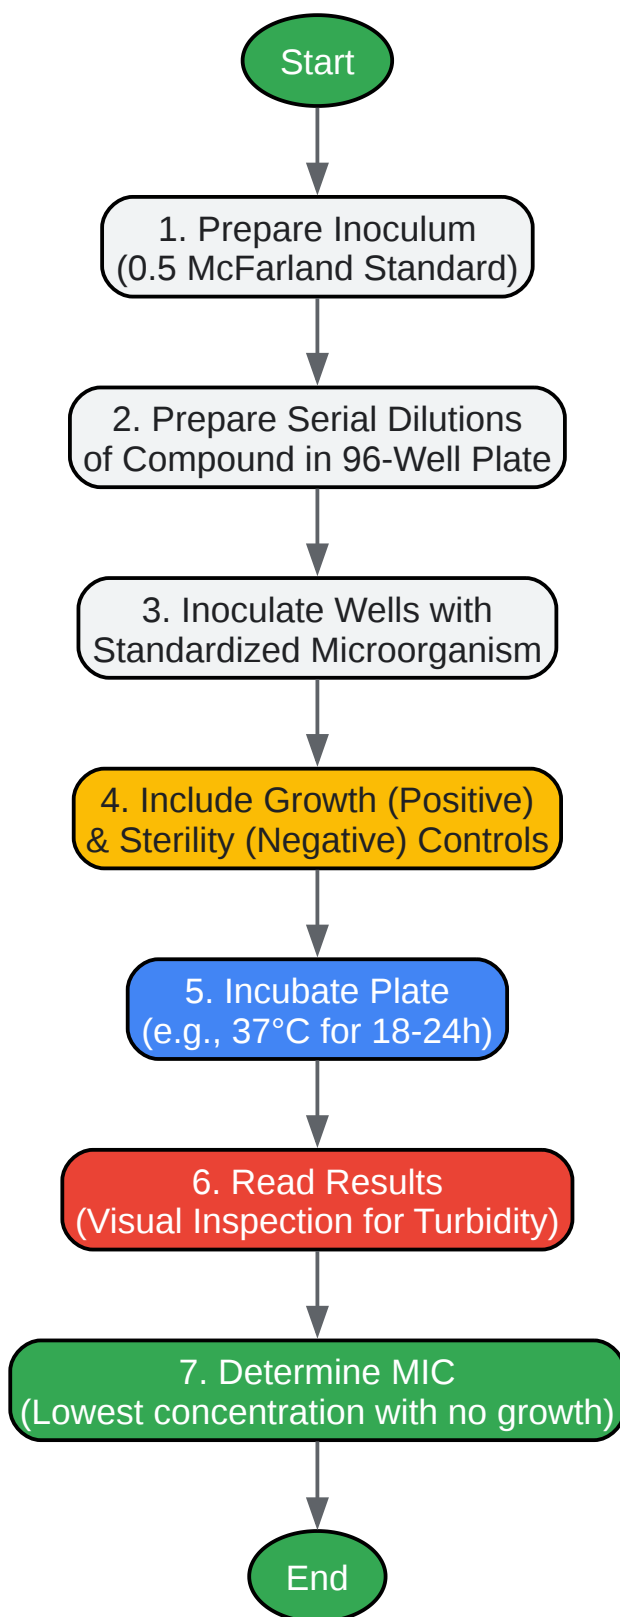 Start
1. Prepare Inoculum
(0.5 McFarland Standard)
2. Prepare Serial Dilutions
of Compound in 96-Well Plate
3. Inoculate Wells with
Standardized Microorganism
4. Include Growth (Positive)
& Sterility (Negative) Controls
5. Incubate Plate
(e.g., 37°C for 18-24h)
6. Read Results
(Visual Inspection for Turbidity)
7. Determine MIC
(Lowest concentration with no growth)
End